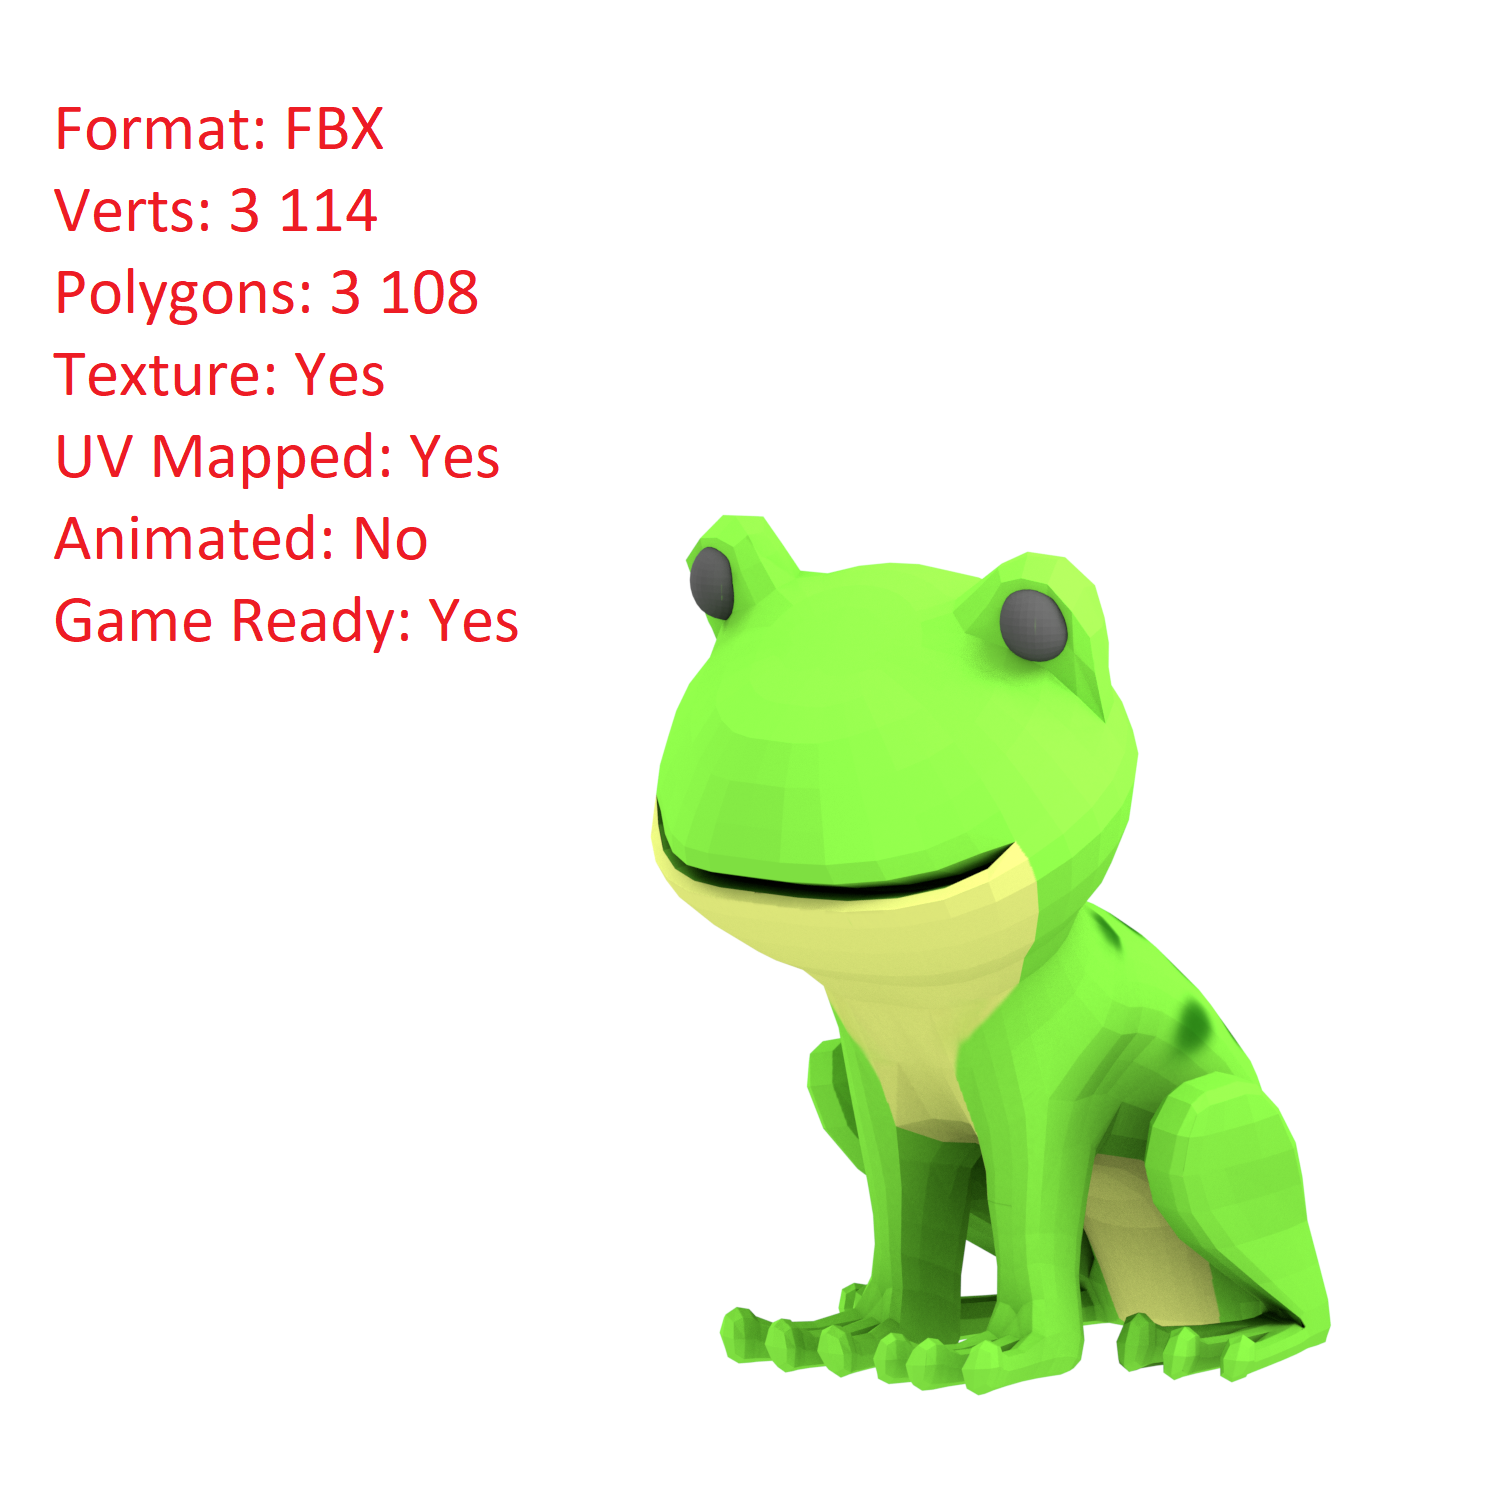 Format: FBX
Verts: 3 114
Polygons: 3 108
Texture: Yes
UV Mapped: Yes
Animated: No
Game Ready: Yes